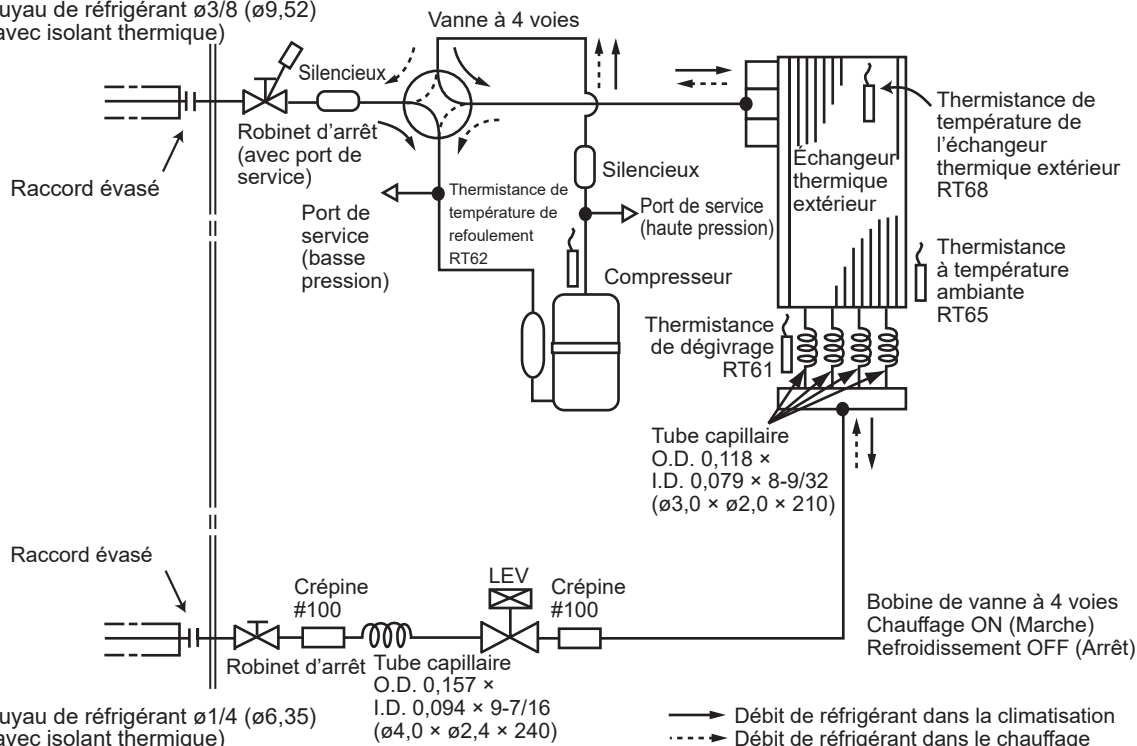 uyau de réfrigérant ø3/8 (ø9,52)
avec isolant thermique)
Vanne à 4 voies
Silencieux
Robinet d'arrêt
(avec port de
service)
Raccord évasé
Port de
service
(basse
pression)
Thermistance de
température de
refoulement
RT62
Silencieux
Port de service
(haute pression)
Compresseur
Échangeur
thermique
extérieur
Thermistance de
température de
l'échangeur
thermique extérieur
RT68
Thermistance
à température
ambiante
RT65
Thermistance
de dégivrage
RT61
Tube capillaire
O.D. 0,118 ×
I.D. 0,079 × 8-9/32
(ø3,0 × ø2,0 × 210)
Raccord évasé
Crépine
#100
LEV
Crépine
#100
Robinet d'arrêt
Tube capillaire
O.D. 0,157 ×
I.D. 0,094 × 9-7/16
(ø4,0 × ø2,4 × 240)
Bobine de vanne à 4 voies
Chauffage ON (Marche)
Refroidissement OFF (Arrêt)
uyau de réfrigérant ø1/4 (ø6,35)
avec isolant thermique)
Débit de réfrigérant dans la climatisation
Débit de réfrigérant dans le chauffage